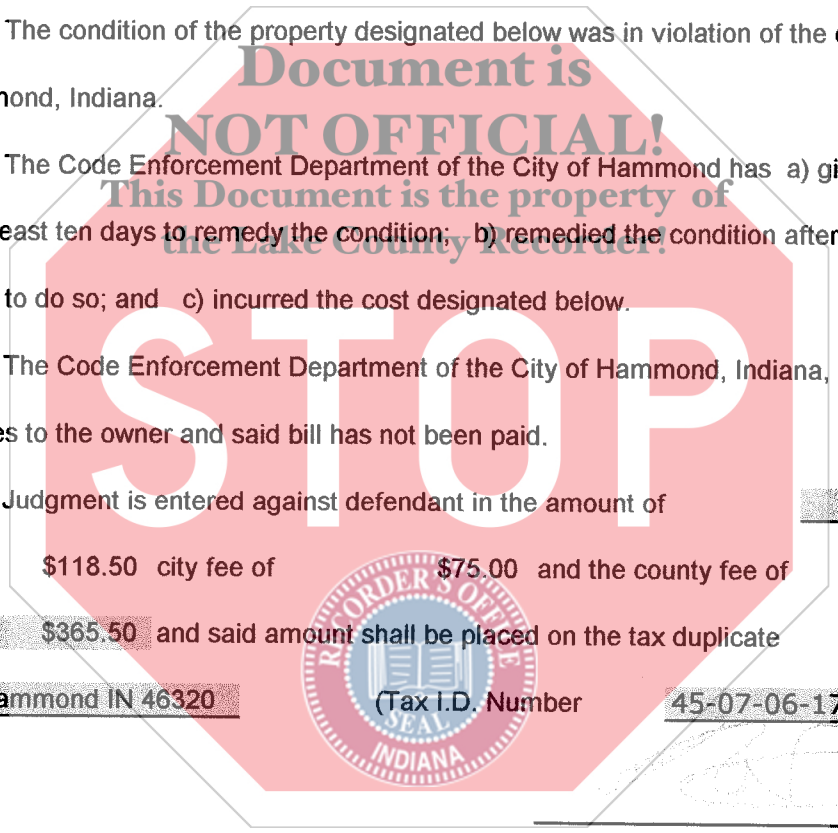 The condition of the property designated below was in violation of the
Document is
mond, Indiana.
NOT OFFICIAL!
The Code Enforcement Department of the City of Hammond has a) gi
This Document is the property of
east ten days to remedy the condition; b) remedied the condition after
the Lake County Recorder!
to do so; and c) incurred the cost designated below.
STOP
The Code Enforcement Department of the City of Hammond, Indiana,
es to the owner and said bill has not been paid.
Judgment is entered against defendant in the amount of
$118.50 city fee of $75.00 and the county fee of
$365.50 and said amount shall be placed on the tax duplicate
ammond IN 46320 (Tax I.D. Number 45-07-06-17
RECORDER'S OFFICE
SEAL
INDIANA